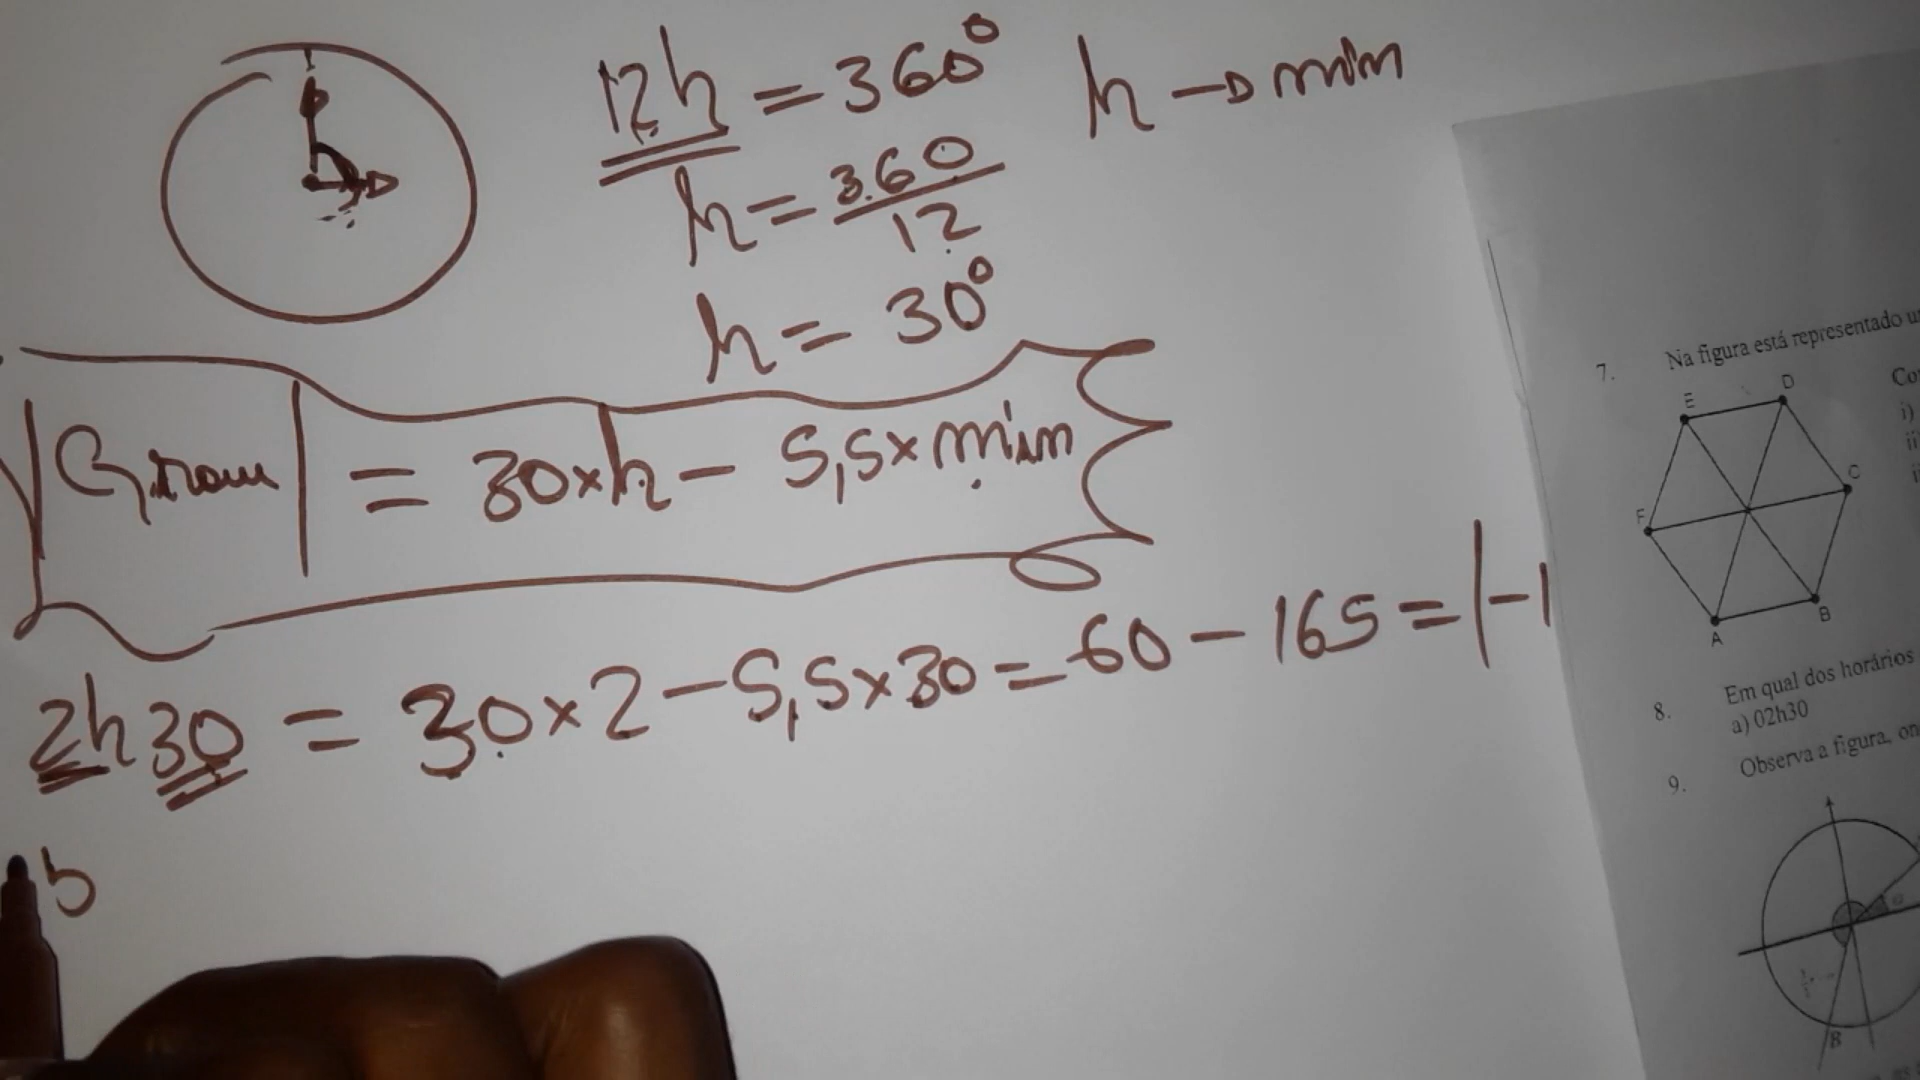 12h = 360°
h → min
h = 360/12
h = 30°
|Grau| = 30×h - 5,5×min
2h30 = 30×2 - 5,5×30 = 60 - 165 = |-1
b
7. Na figura está representado
E D C F A B
i)
8. Em qual dos horários
a) 02h30
9. Observa a figura, on
B